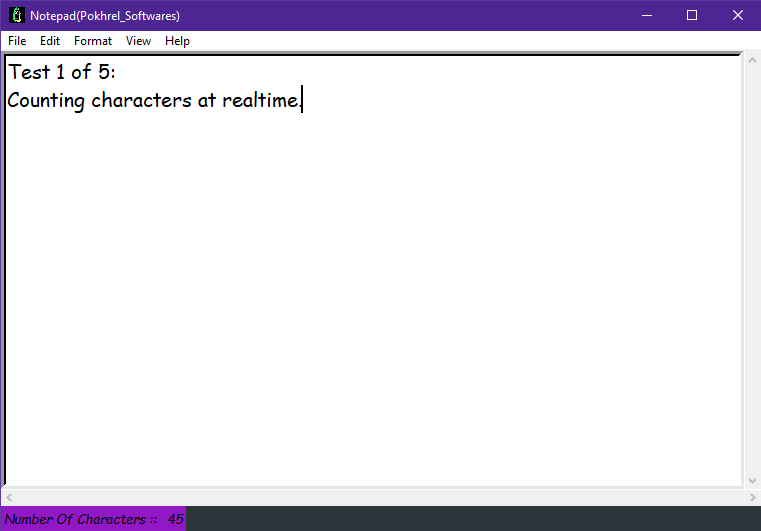 Notepad(Pokhrel_Softwares)
File Edit Format View Help
Test 1 of 5:
Counting characters at realtime.
Number Of Characters :: 45